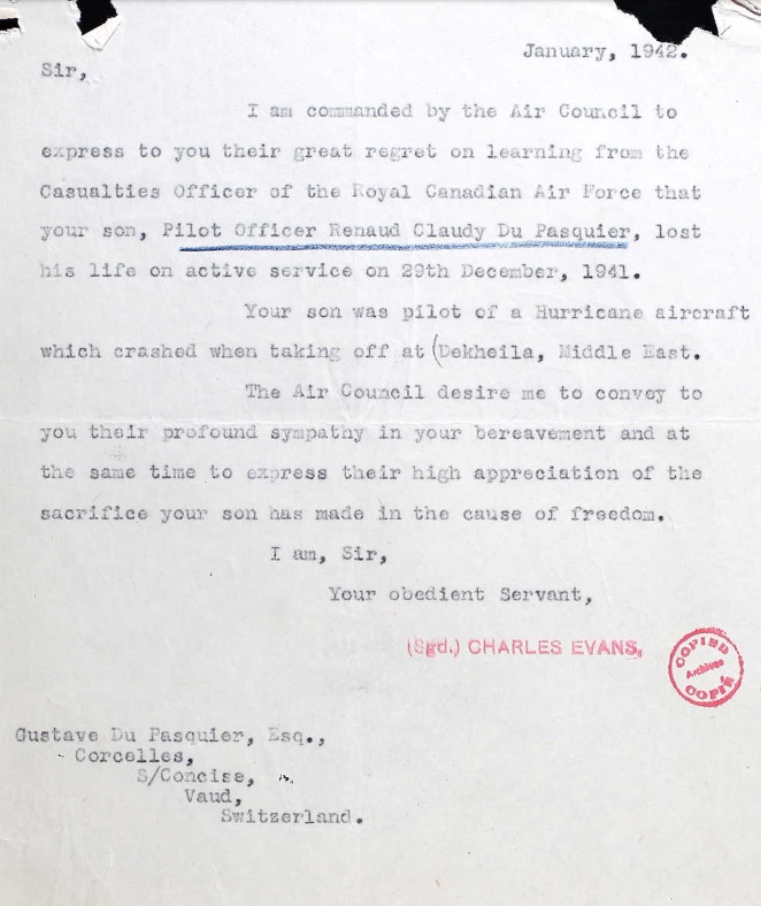 January, 1942.
Sir,
I am commanded by the Air Council to
express to you their great regret on learning from the
Casualties Officer of the Royal Canadian Air Force that
your son, Pilot Officer Renaud Claudy Du Pasquier, lost
his life on active service on 29th December, 1941.
Your son was pilot of a Hurricane aircraft
which crashed when taking off at (Dekheila, Middle East.
The Air Council desire me to convey to
you their profound sympathy in your bereavement and at
the same time to express their high appreciation of the
sacrifice your son has made in the cause of freedom.
I am, Sir,
Your obedient Servant,
(Sgd.) CHARLES EVANS.
COPIED
Archives
COPIÉ
Gustave Du Pasquier, Esq.,
Corcelles,
S/Concise,
Vaud,
Switzerland.